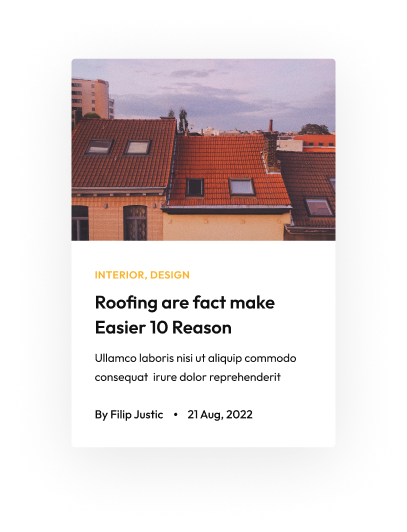 INTERIOR, DESIGN
Roofing are fact make
Easier 10 Reason
Ullamco laboris nisi ut aliquip commodo
consequat  irure dolor reprehenderit
By Filip Justic • 21 Aug, 2022